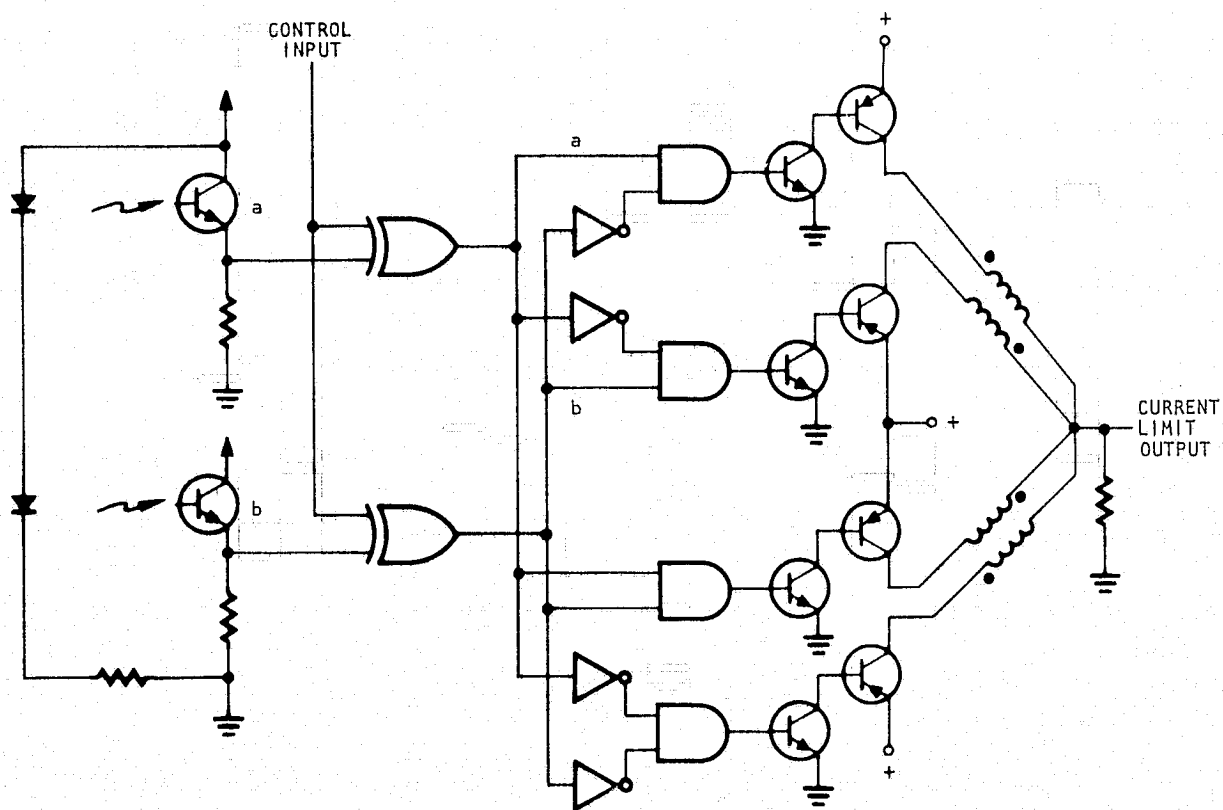 CONTROL
INPUT
+
a
a
b
+
CURRENT
LIMIT
OUTPUT
b
+